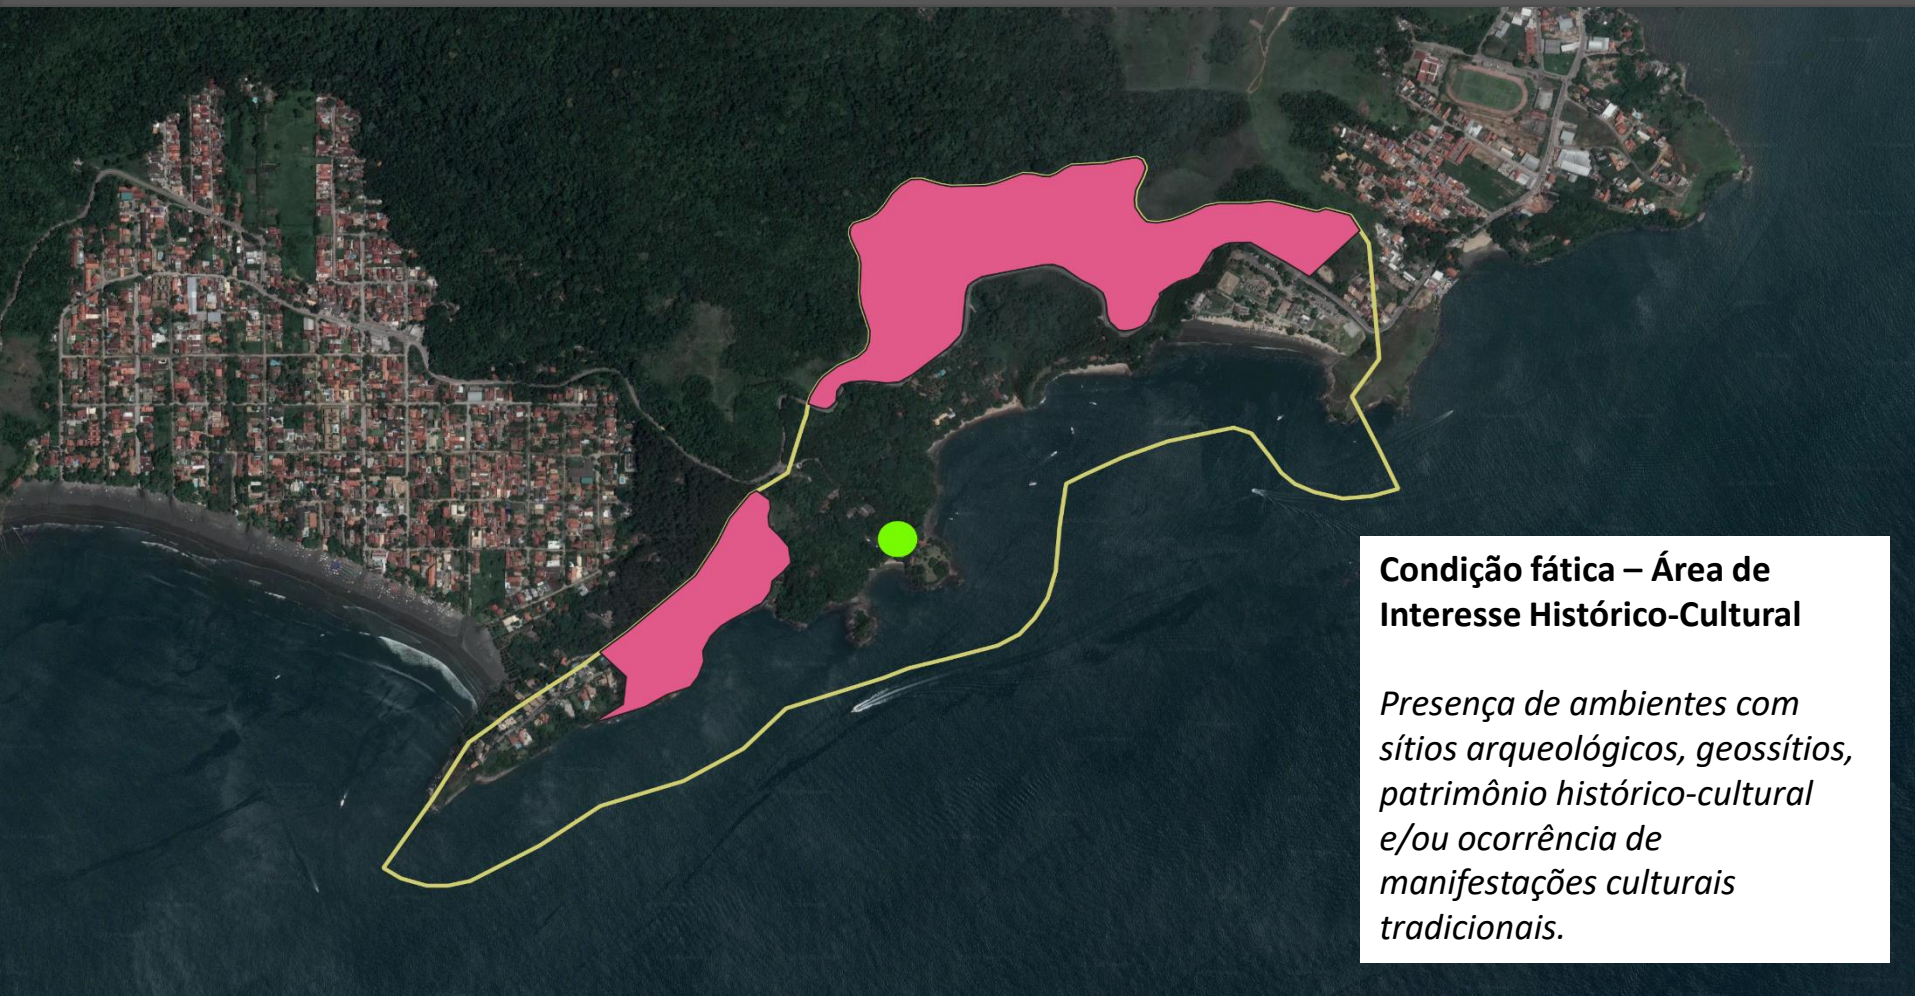 Condição fática – Área de
Interesse Histórico-Cultural
Presença de ambientes com
sítios arqueológicos, geossítios,
patrimônio histórico-cultural
e/ou ocorrência de
manifestações culturais
tradicionais.